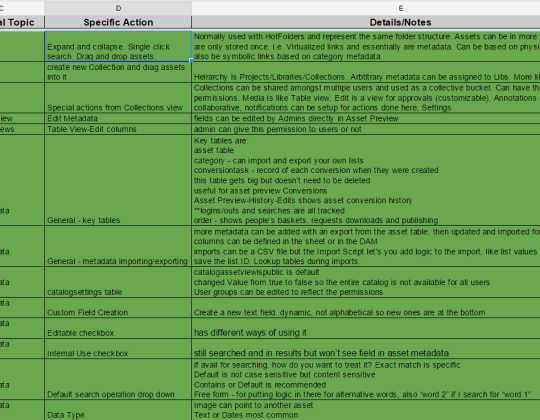 C
D
E
al Topic
Specific Action
Details/Notes
Expand and collapse. Single click
search. Drag and drop assets.
Normally used with HotFolders and represent the same folder structure. Assets can be in more
are only stored once. i.e. Virtualized links and essentially are metadata. Can be based on physi
also be symbolic links based on category metadata.
create new Collection and drag assets
into it
Heirarchy is Projects/Libraries/Collections. Arbtitrary metadata can be assigned to Libs. More li
Special actions from Collections view
Collections can be shared amongst multipe users and used as a collective bucket. Can have th
permissions. Media is like Table view, Edit is a view for approvals (customizable), Annotations
collaborative, notifications can be setup for actions done here, Settings
iew
Edit Metadata
fields can be edited by Admins directly in Asset Preview
ews
Table View-Edit columns
admin can give this permission to users or not
ata
General - key tables
Key tables are:
asset table
category - can import and export your own lists
conversiontask - record of each conversion when they were created
this table gets big but doesn't need to be deleted
useful for asset preview Conversions
Asset Preview-History-Edits shows asset conversion history
**logins/outs and searches are all tracked
order - shows people's baskets, requests downloads and publishing
ata
General - metadata importing/exporting
more metadata can be added with an export from the asset table, then updated and imported for
columns can be defined in the sheet or in the DAM
imports can be a CSV file but the Import Script let's you add logic to the import, like list values
save the list ID. Lookup tables during imports.
ata
catalogsettings table
catalogassetviewispublic is default
changed Value from true to false so the entire catalog is not available for all users
User groups can be edited to reflect the permissions
ata
Custom Field Creation
Create a new text field. dynamic, not alphabetical so new ones are at the bottom
ata
Editable checkbox
has different ways of using it
ata
Internal Use checkbox
still searched and in results but won't see field in asset metadata
ata
Default search operation drop down
if avail for searching, how do you want to treat it? Exact match is specific
Default is not case sensitive but content sensitive
Contains or Default is recommended
Free form - for putting logic in there for alternative words, also “word 2” if I search for “word 1”
ata
Data Type
Image can point to another asset
Text or Dates most common